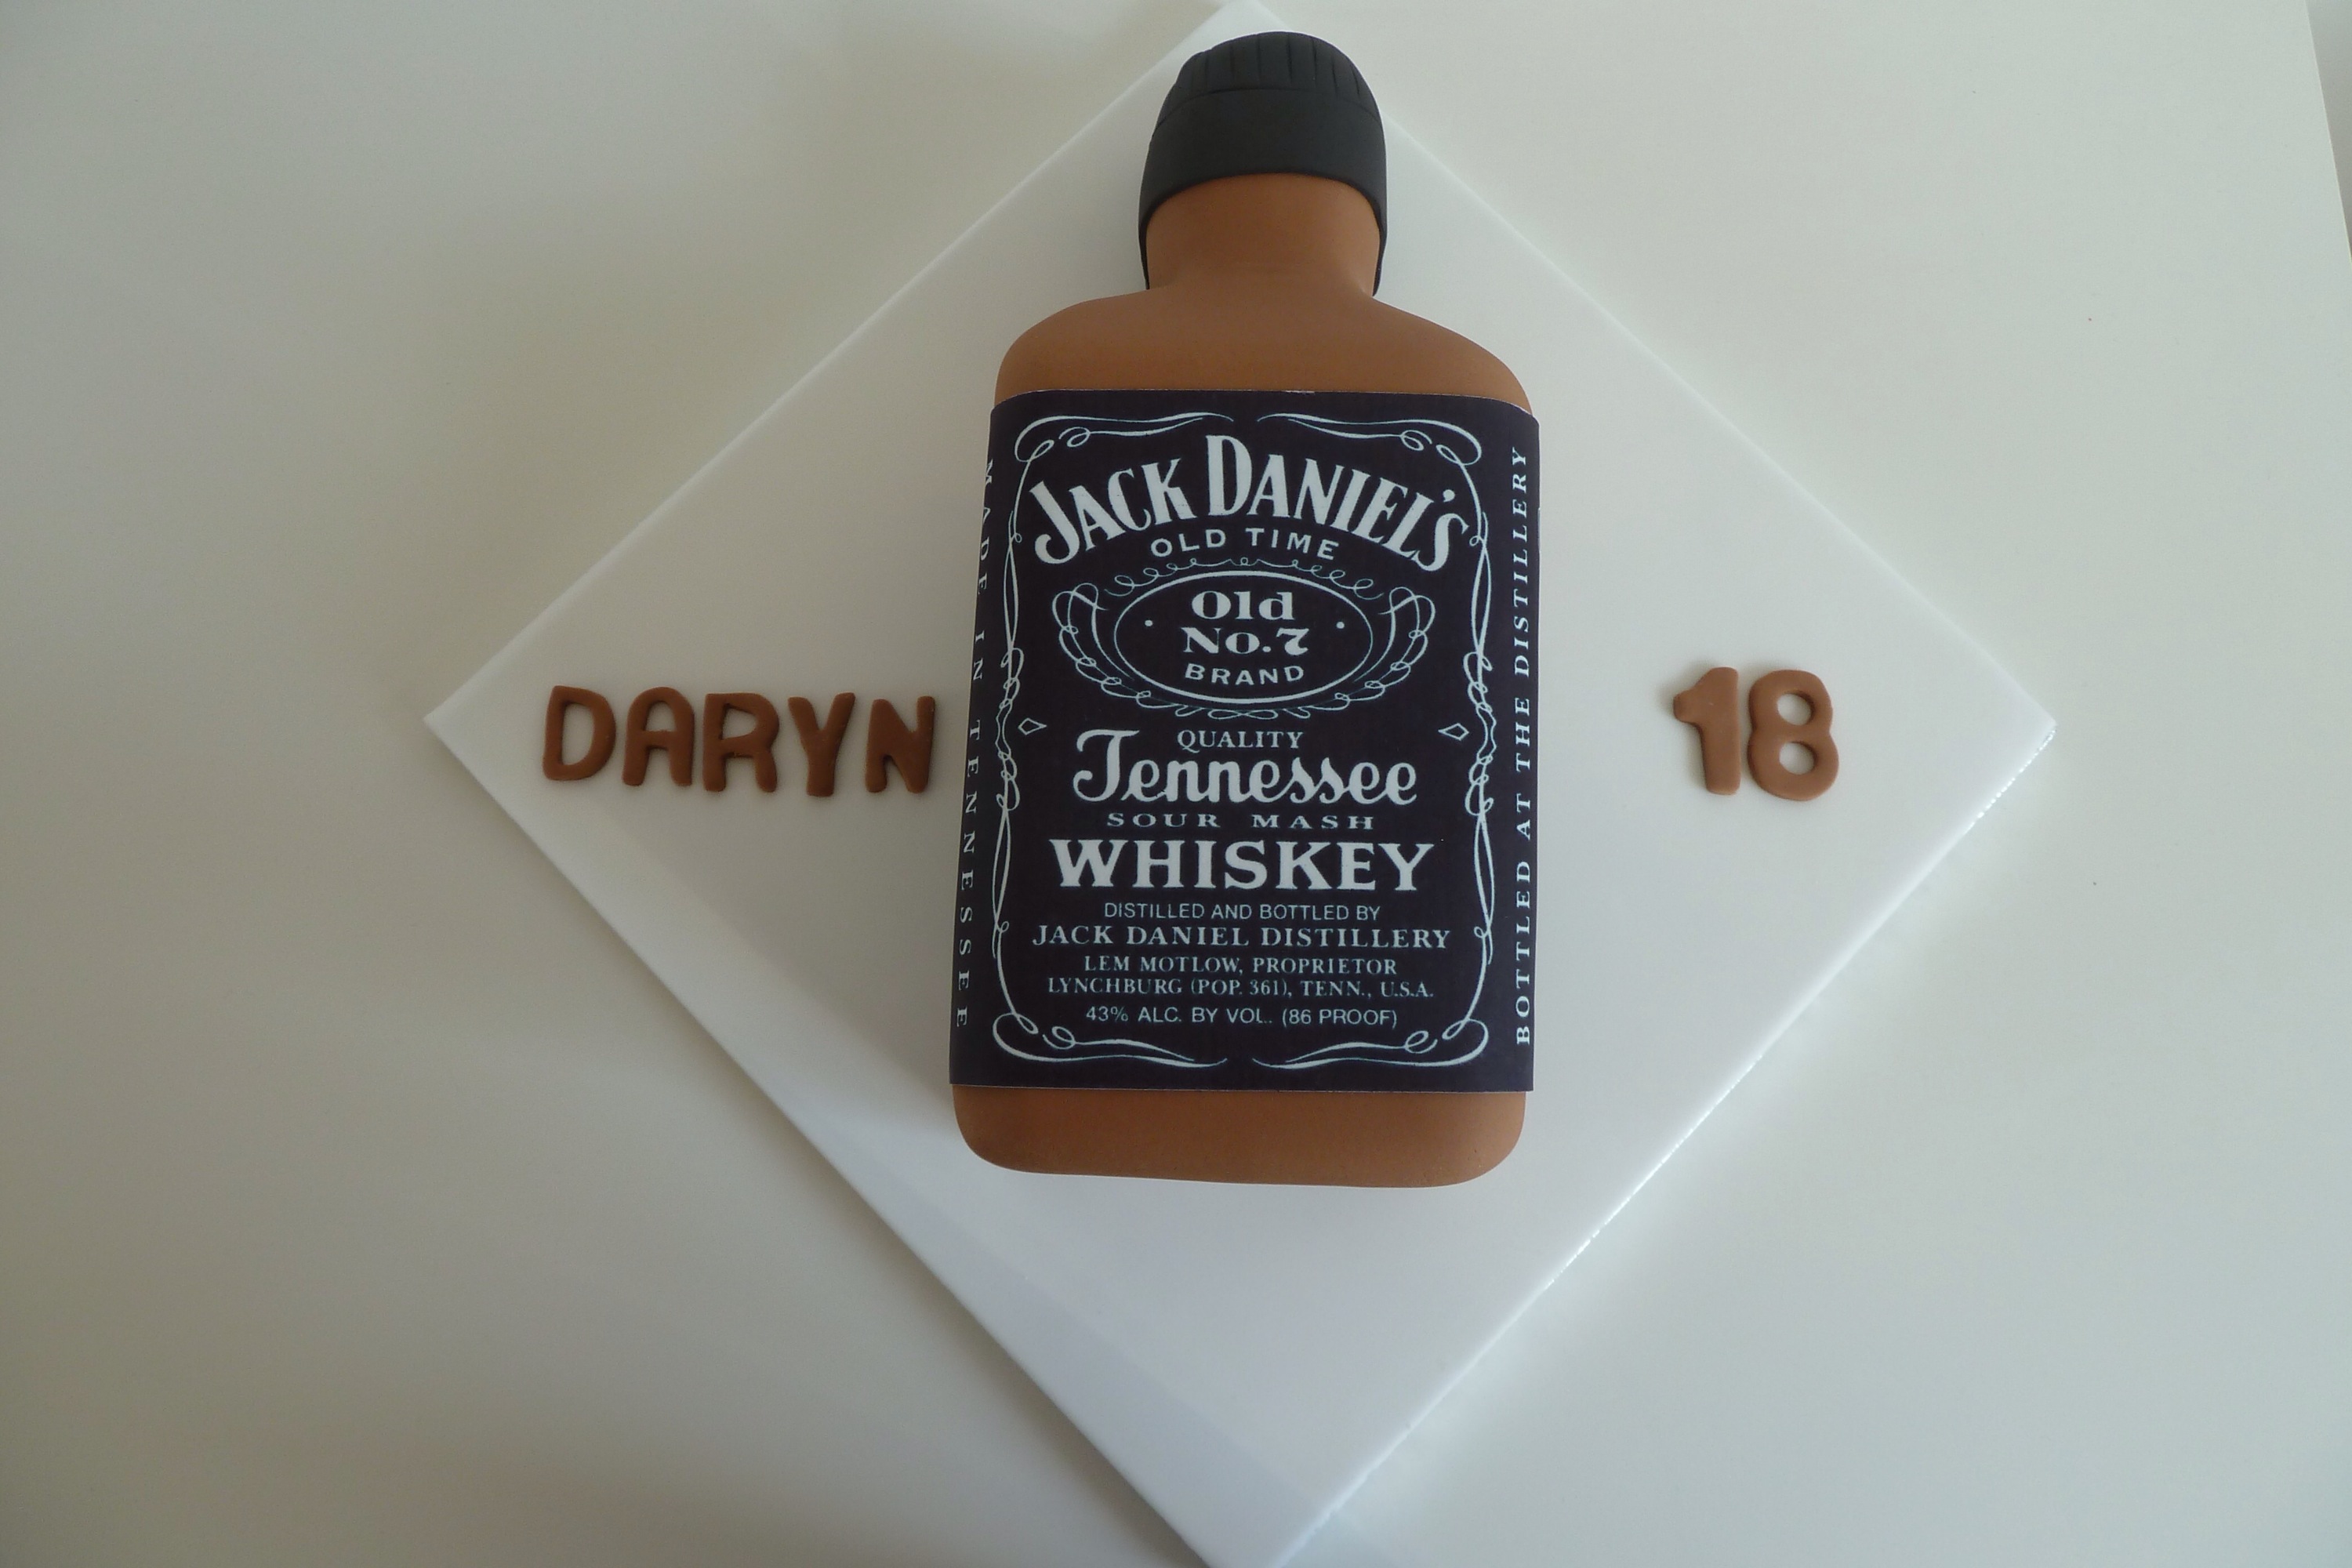 DARYN
18
JACK DANIEL'S
OLD TIME
Old
No.7
BRAND
QUALITY
Tennessee
SOUR MASH
WHISKEY
DISTILLED AND BOTTLED BY
JACK DANIEL DISTILLERY
LEM MOTLOW, PROPRIETOR
LYNCHBURG (POP. 361), TENN., U.S.A.
43% ALC. BY VOL. (86 PROOF)
MADE IN TENNESSEE
BOTTLED AT THE DISTILLERY